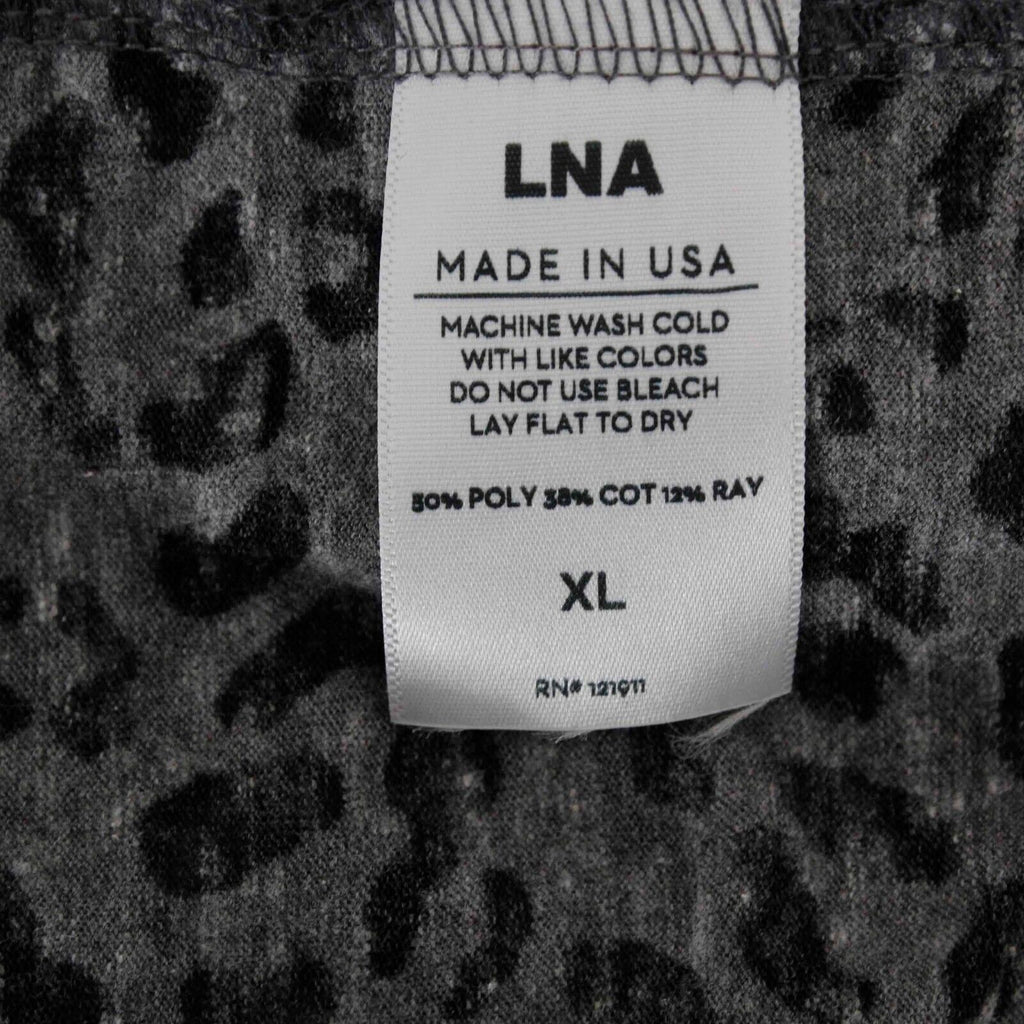 LNA
MADE IN USA
MACHINE WASH COLD
WITH LIKE COLORS
DO NOT USE BLEACH
LAY FLAT TO DRY
50% POLY 38% COT 12% RAY
XL
RN# 121911